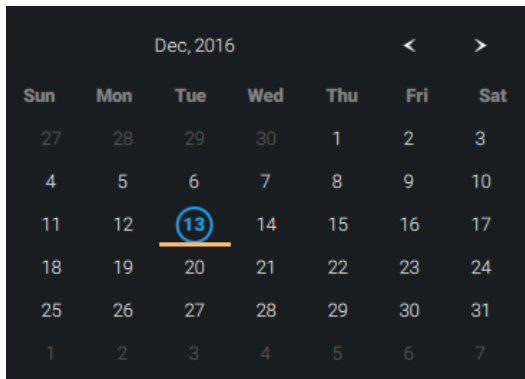 Dec, 2016 < >
Sun Mon Tue Wed Thu Fri Sat
27 28 29 30 1 2 3
4 5 6 7 8 9 10
11 12 13 14 15 16 17
18 19 20 21 22 23 24
25 26 27 28 29 30 31
1 2 3 4 5 6 7